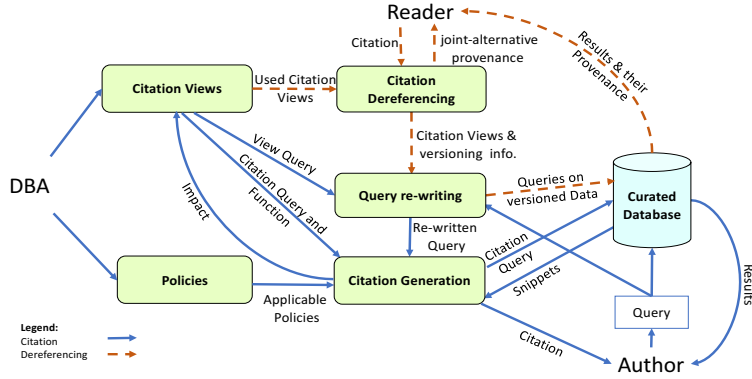 Reader
Citation
joint-alternative
provenance
Results & their
Provenance
Citation Views
Used Citation
Views
Citation
Dereferencing
Citation Views &
versioning info.
View Query
Citation Query and
Function
DBA
Impact
Query re-writing
Queries on
versioned Data
Curated
Database
Re-written
Query
Citation
Query
Snippets
Policies
Applicable
Policies
Citation Generation
Results
Query
Citation
Author
Legend:
Citation
Dereferencing